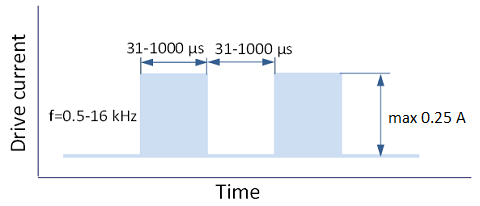 31-1000 µs 31-1000 µs
f=0.5-16 kHz
max 0.25 A
Drive current
Time